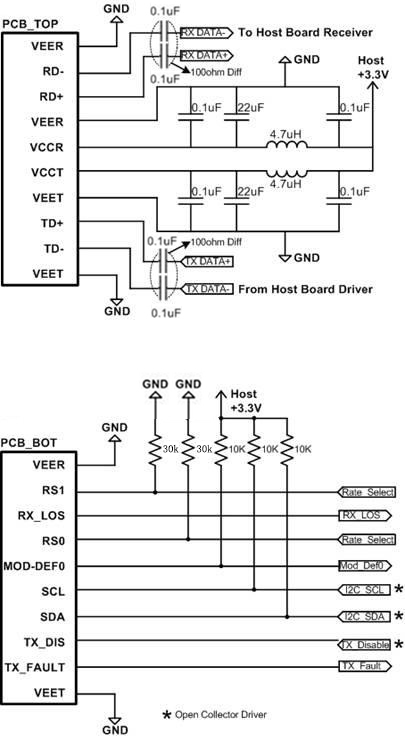 GND
0.1uF
PCB_TOP
VEER
RX DATA-
To Host Board Receiver
RD-
RX DATA+
0.1uF
100ohm Diff
GND
Host
+3.3V
RD+
VEER
0.1uF
22uF
0.1uF
VCCR
4.7uH
VCCT
4.7uH
0.1uF
22uF
0.1uF
VEET
TD+
0.1uF
100ohm Diff
TD-
TX DATA+
GND
VEET
TX DATA-
From Host Board Driver
GND
0.1uF
GND
GND
Host
+3.3V
GND
PCB_BOT
30k
30k
10K
10K
10K
VEER
RS1
Rate_Select
RX_LOS
RX_LOS
RS0
Rate_Select
MOD-DEF0
Mod_Def0
SCL
I2C_SCL *
SDA
I2C_SDA *
TX_DIS
TX_Disable *
TX_FAULT
TX_Fault
VEET
GND
* Open Collector Driver